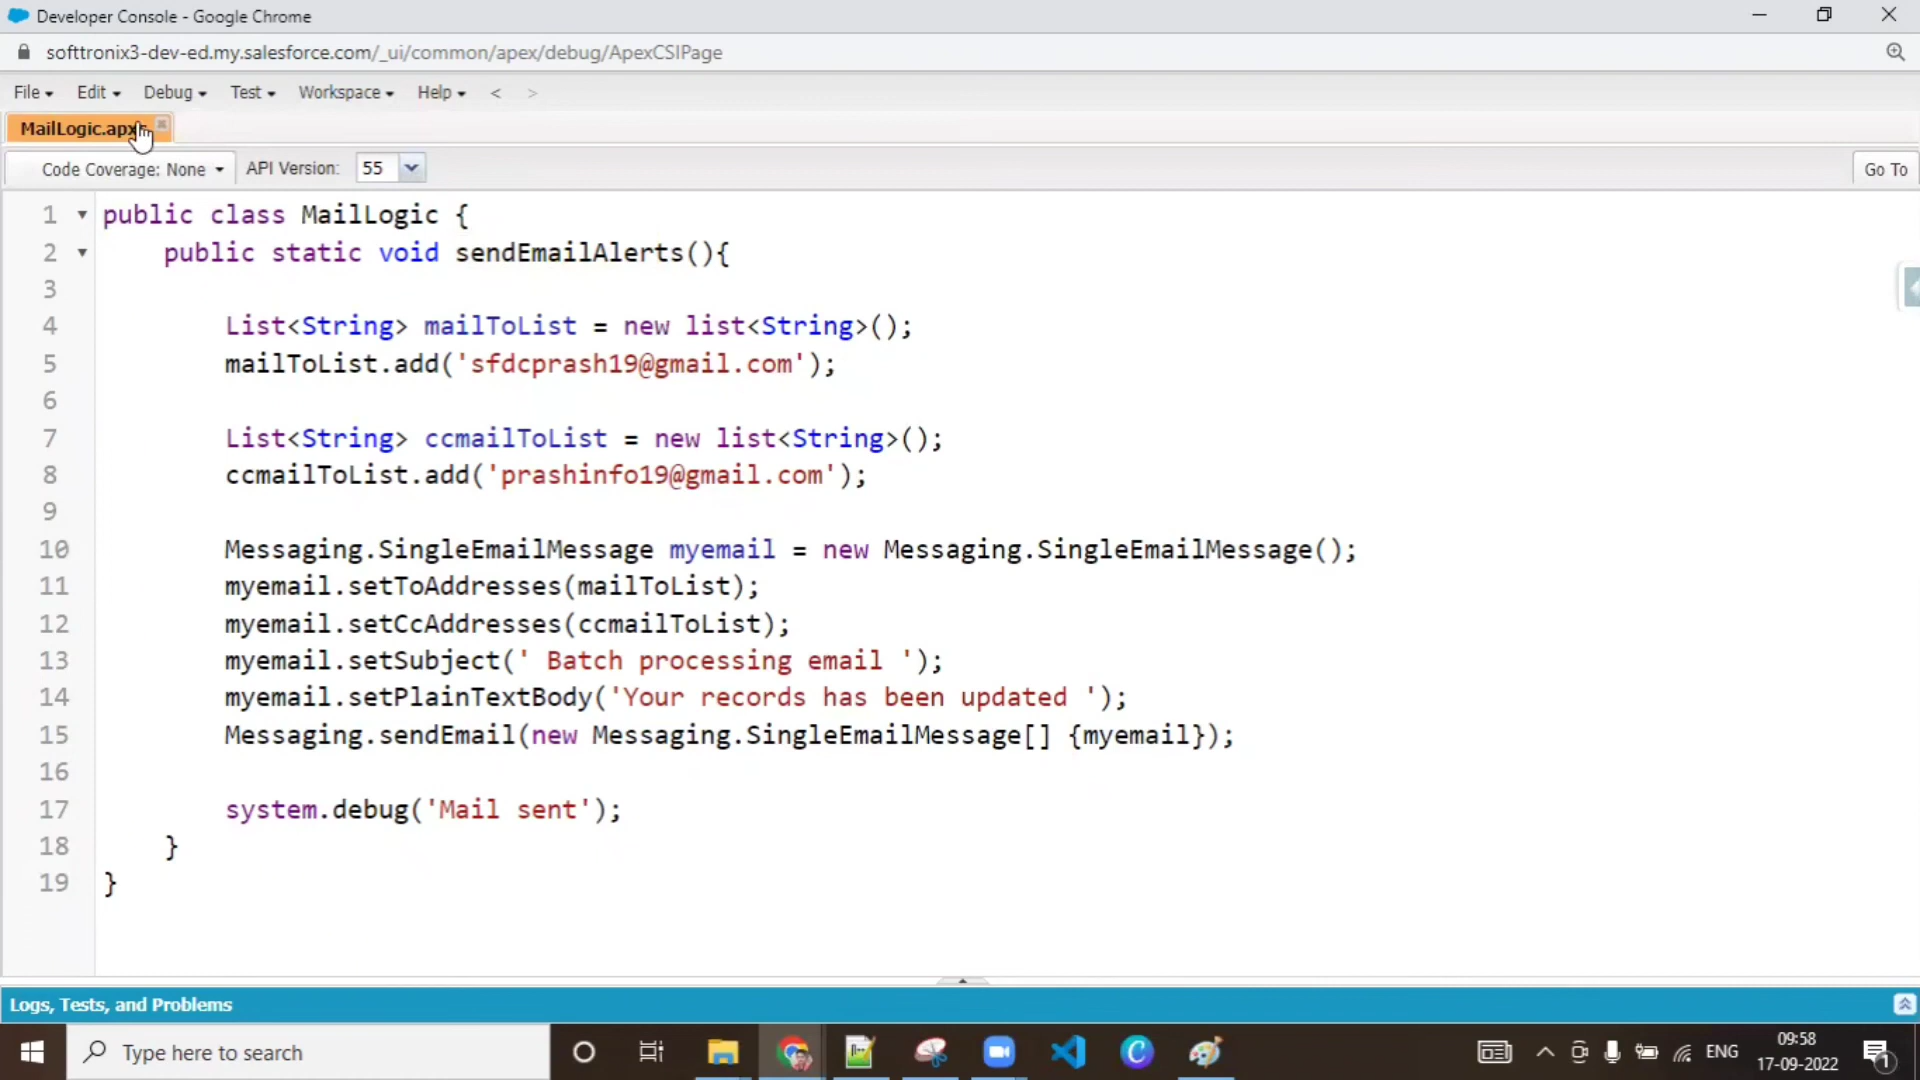 Developer Console - Google Chrome
softtronix3-dev-ed.my.salesforce.com/_ui/common/apex/debug/ApexCSIPage
File Edit Debug Test Workspace Help < >
MailLogic.apx
Code Coverage: None API Version: 55 Go To
1 public class MailLogic {
2 public static void sendEmailAlerts(){
3
4 List<String> mailToList = new list<String>();
5 mailToList.add('sfdcprash19@gmail.com');
6
7 List<String> ccmailToList = new list<String>();
8 ccmailToList.add('prashinfo19@gmail.com');
9
10 Messaging.SingleEmailMessage myemail = new Messaging.SingleEmailMessage();
11 myemail.setToAddresses(mailToList);
12 myemail.setCcAddresses(ccmailToList);
13 myemail.setSubject(' Batch processing email ');
14 myemail.setPlainTextBody('Your records has been updated ');
15 Messaging.sendEmail(new Messaging.SingleEmailMessage[] {myemail});
16
17 system.debug('Mail sent');
18 }
19 }
Logs, Tests, and Problems
Type here to search
ENG
09:58
17-09-2022
1